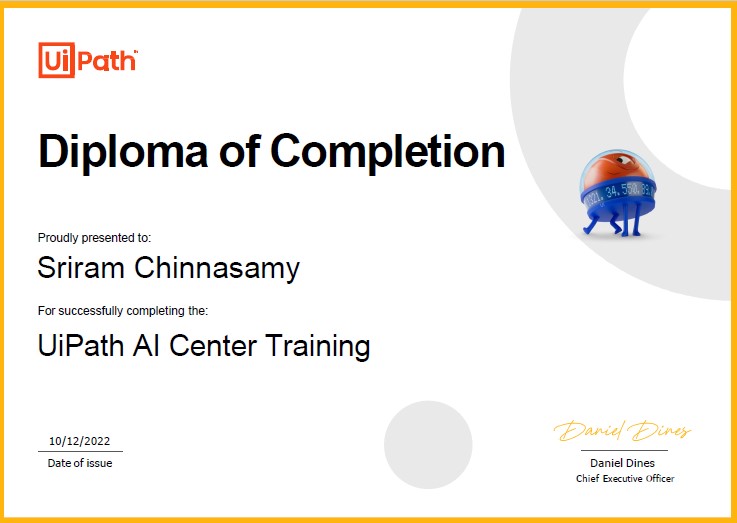 UiPath™
Diploma of Completion
Proudly presented to:
Sriram Chinnasamy
For successfully completing the:
UiPath AI Center Training
10/12/2022
Date of issue
Daniel Dines
Daniel Dines
Chief Executive Officer